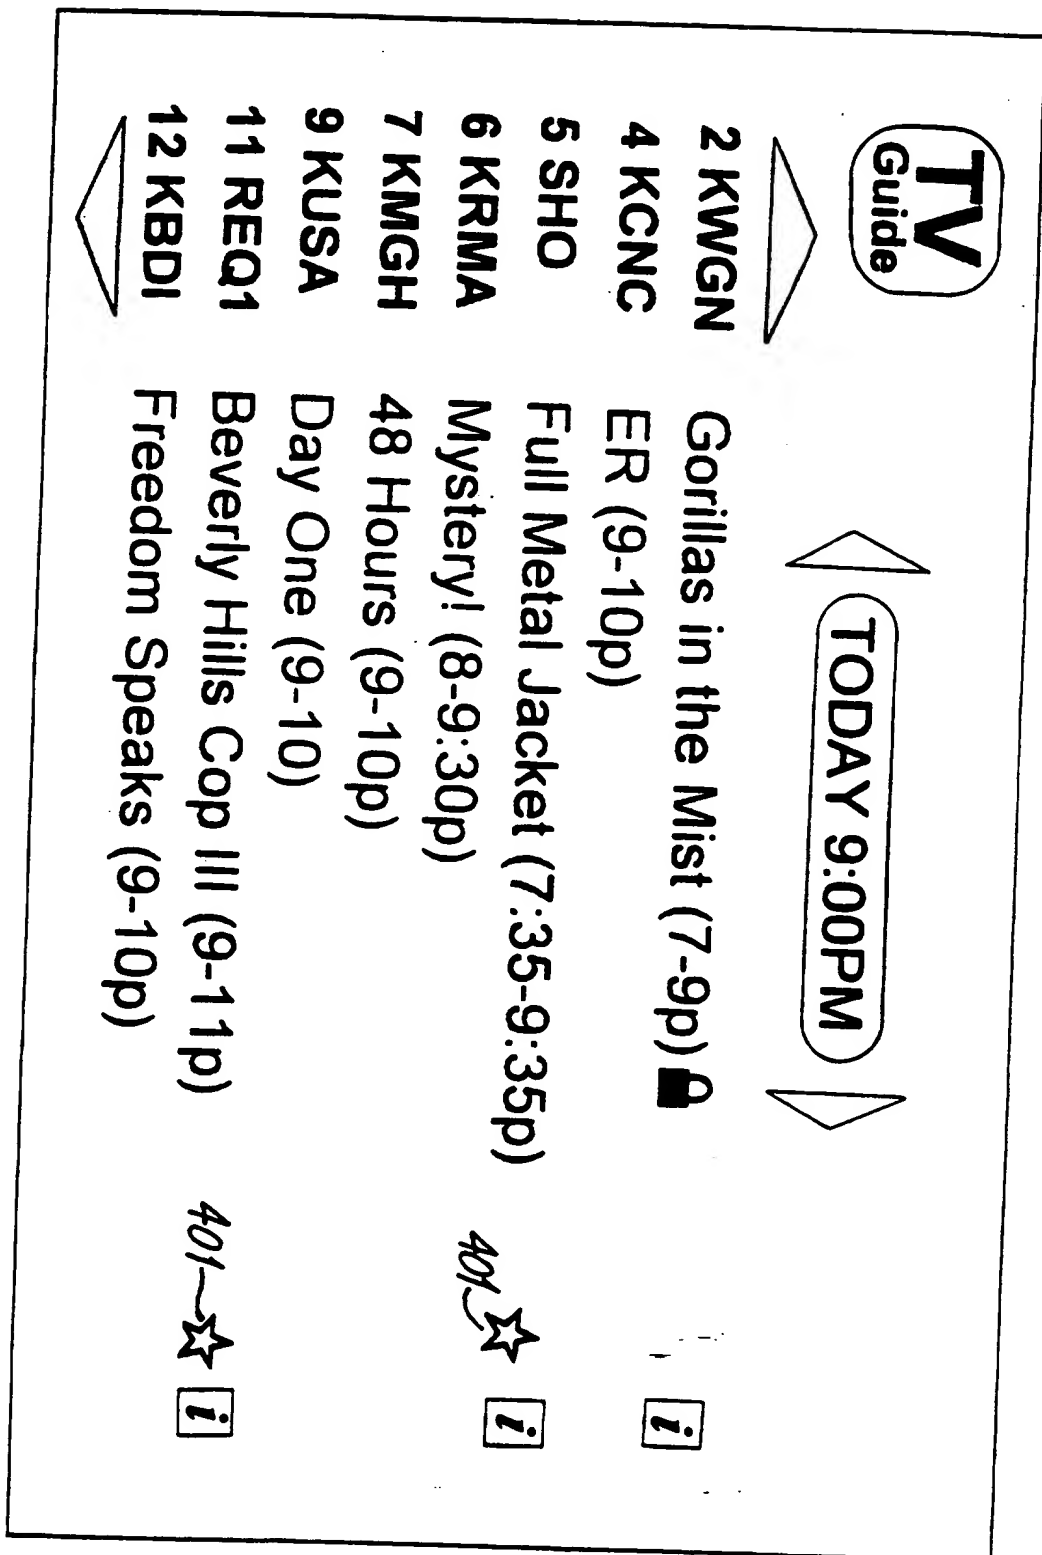 TV
Guide
TODAY 9:00PM
2 KWGN Gorillas in the Mist (7-9p) i
4 KCNC ER (9-10p)
5 SHO Full Metal Jacket (7:35-9:35p) 401 i
6 KRMA Mystery! (8-9:30p)
7 KMGH 48 Hours (9-10p)
9 KUSA Day One (9-10)
11 REQ1 Beverly Hills Cop III (9-11p) 401 i
12 KBDI Freedom Speaks (9-10p)